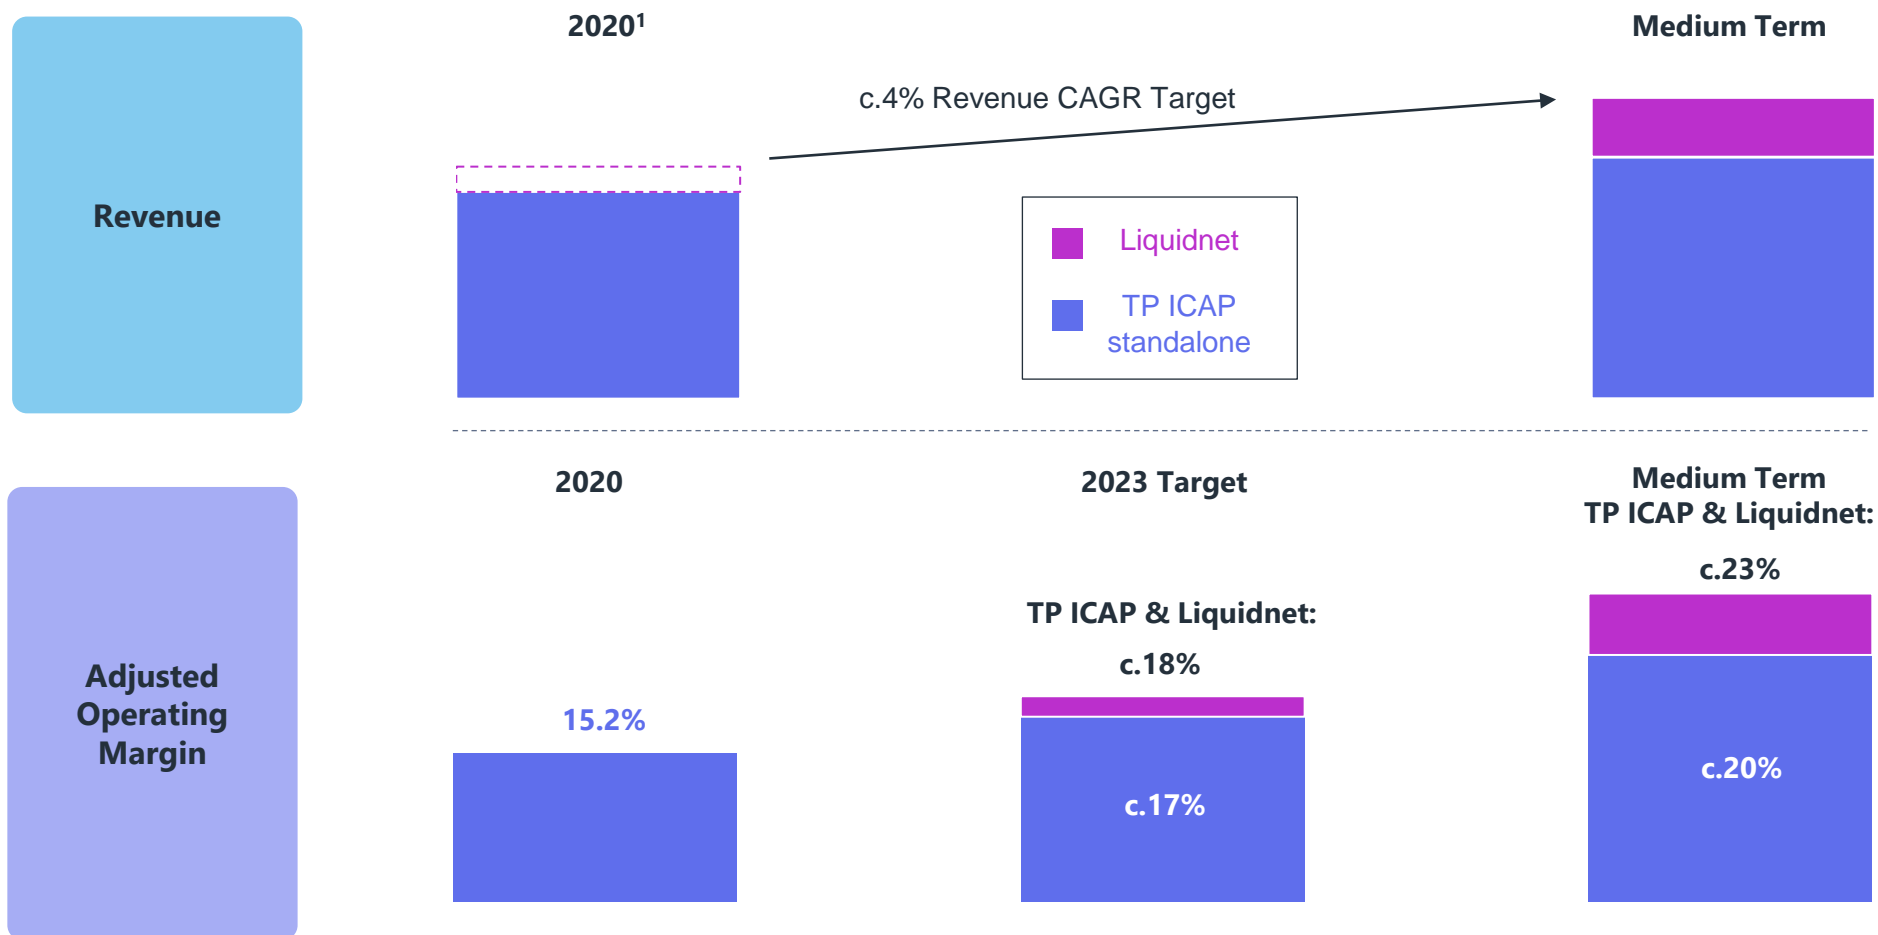 2020¹
Medium Term
c.4% Revenue CAGR Target
Revenue
Liquidnet
TP ICAP
standalone
2020
2023 Target
Medium Term
TP ICAP & Liquidnet:
c.23%
TP ICAP & Liquidnet:
c.18%
Adjusted
Operating
Margin
15.2%
c.17%
c.20%